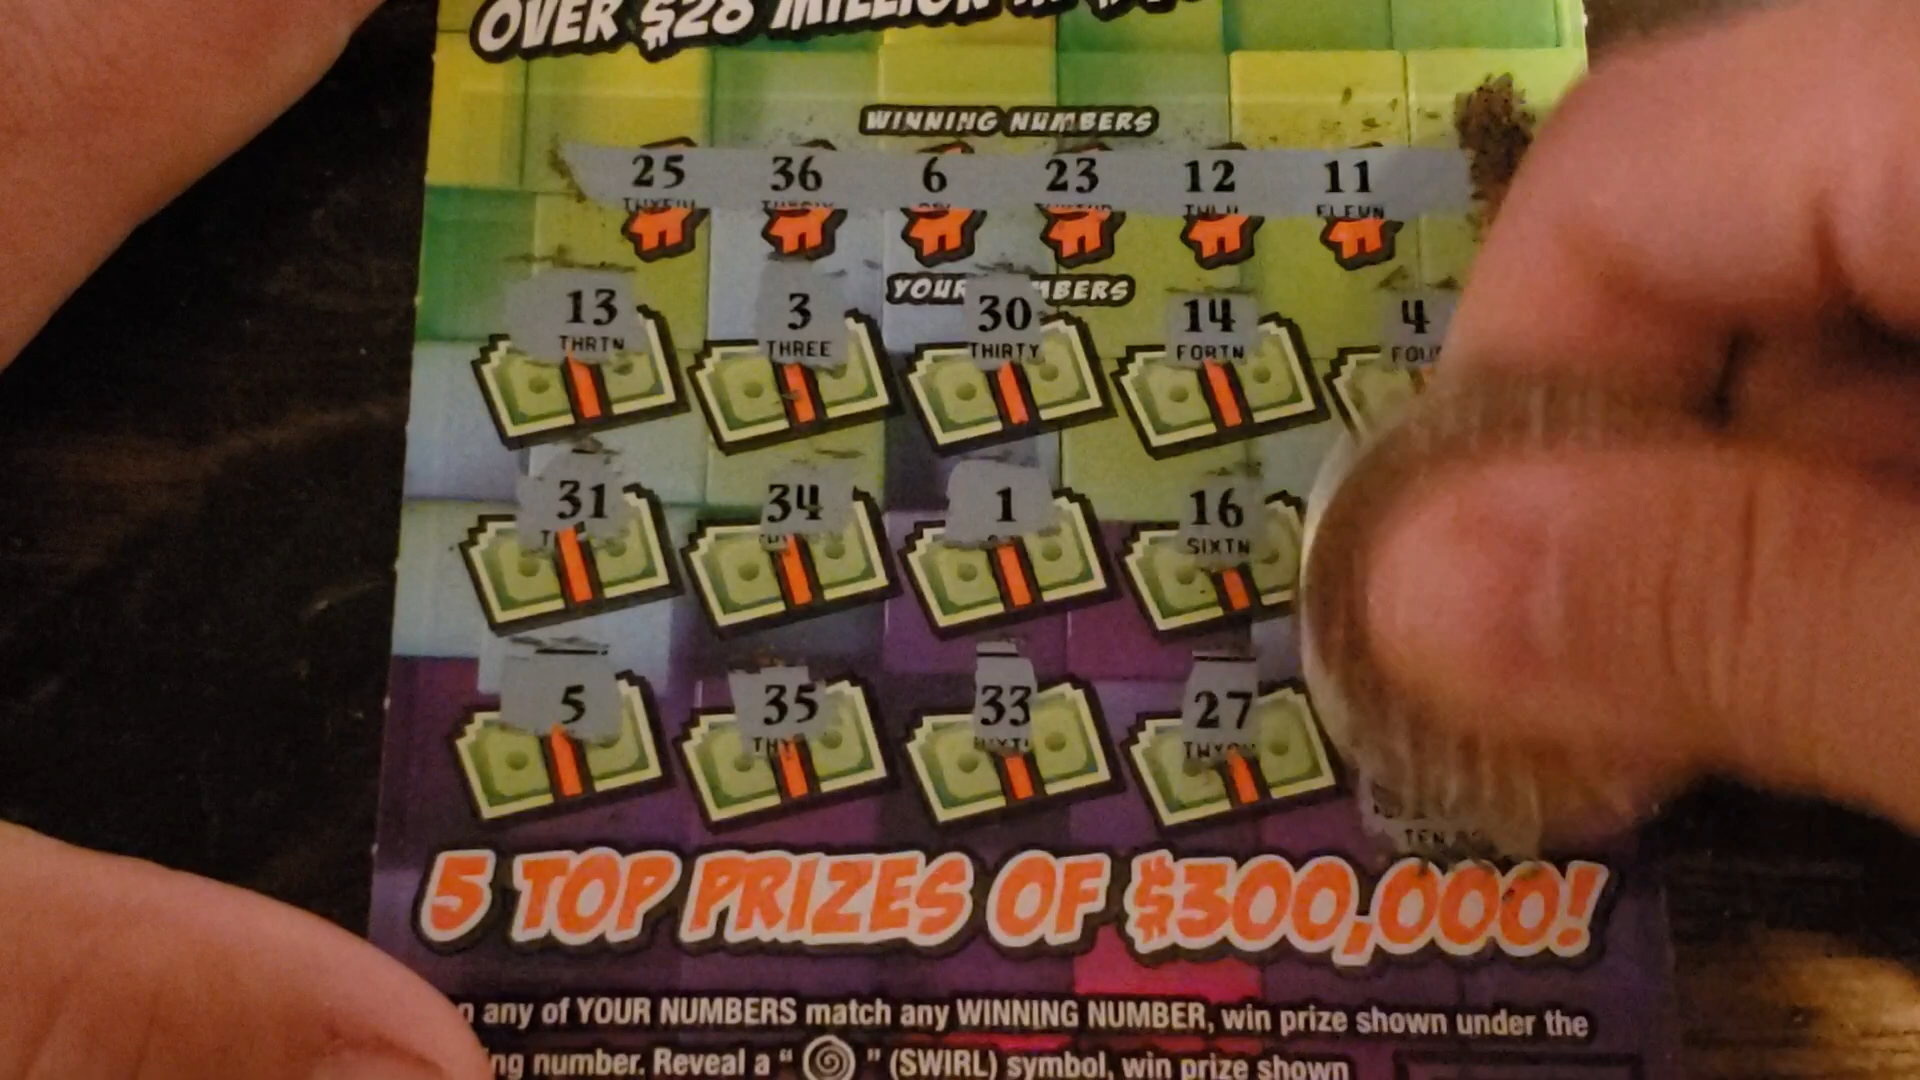 OVER $28 MILLION
WINNING NUMBERS
25 36 6 23 12 11
ELEVN
YOUR NUMBERS
13 3 30 14 4
THRTN THREE THIRTY FORTN FOU
31 34 1 16
SIXTN
5 35 33 27
TEN
5 TOP PRIZES OF $300,000!
any of YOUR NUMBERS match any WINNING NUMBER, win prize shown under the
ng number. Reveal a " " (SWIRL) symbol, win prize shown